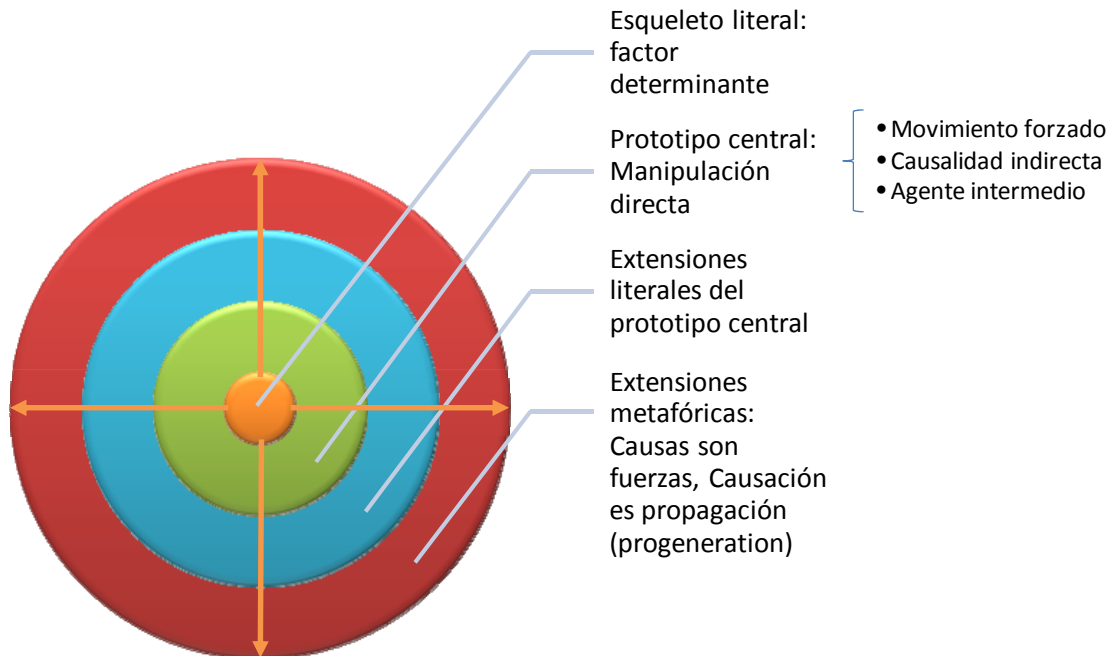 Esqueleto literal:
factor
determinante
Prototipo central:
Manipulación
directa
• Movimiento forzado
• Causalidad indirecta
• Agente intermedio
Extensiones
literales del
prototipo central
Extensiones
metafóricas:
Causas son
fuerzas, Causación
es propagación
(progeneration)